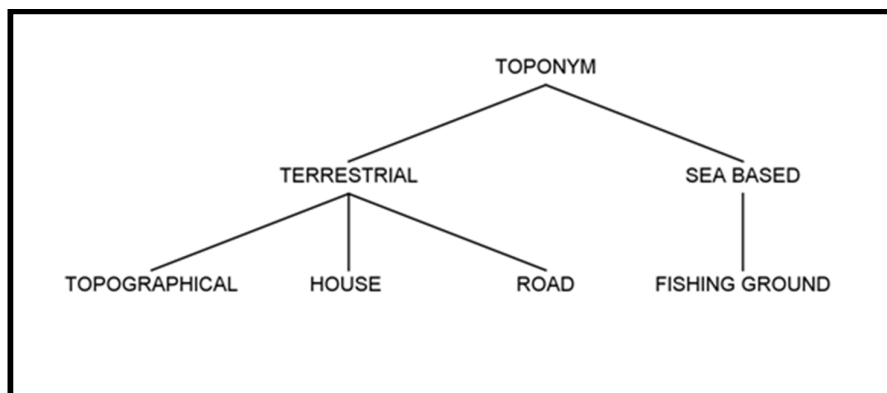 TOPONYM
TERRESTRIAL SEA BASED
TOPOGRAPHICAL HOUSE ROAD FISHING GROUND